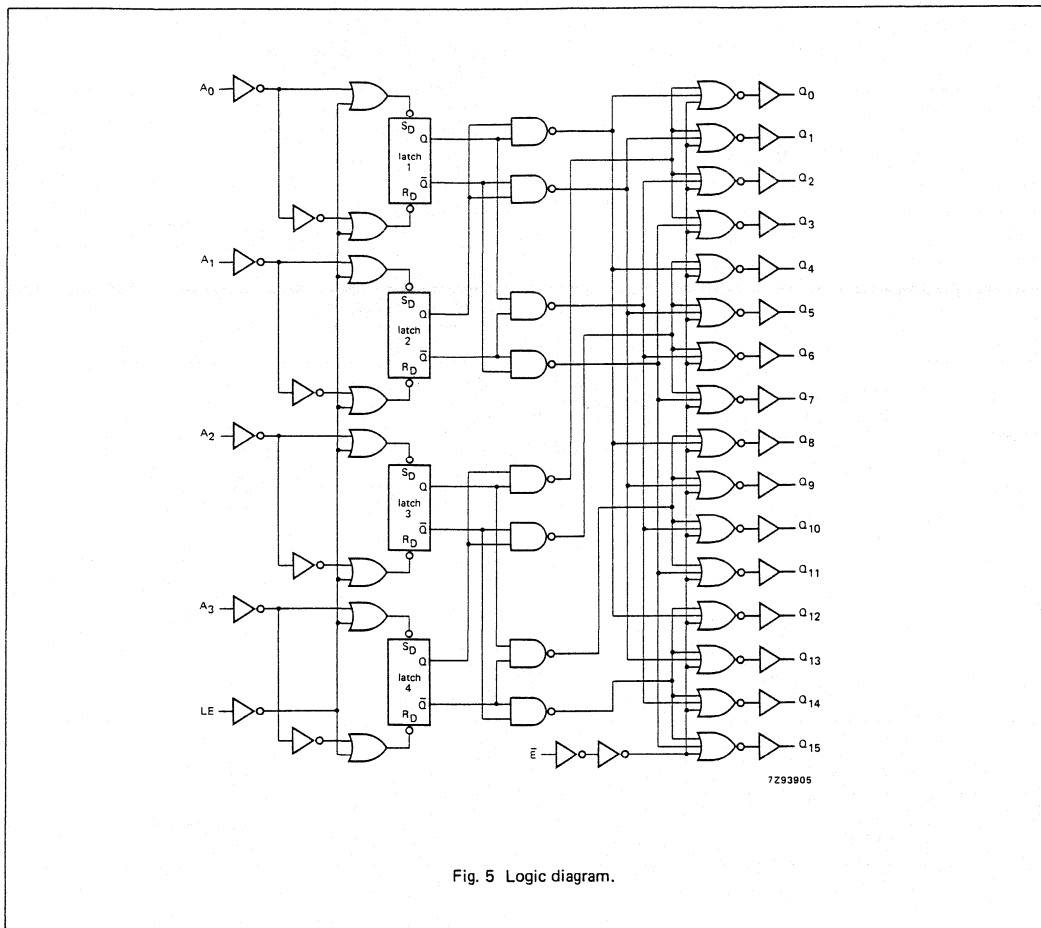 A0
SD
Q
latch
1
Q̄
RD
A1
SD
Q
latch
2
Q̄
RD
A2
SD
Q
latch
3
Q̄
RD
A3
SD
Q
latch
4
Q̄
RD
LE
Ē
Q0
Q1
Q2
Q3
Q4
Q5
Q6
Q7
Q8
Q9
Q10
Q11
Q12
Q13
Q14
Q15
7Z93905
Fig. 5 Logic diagram.